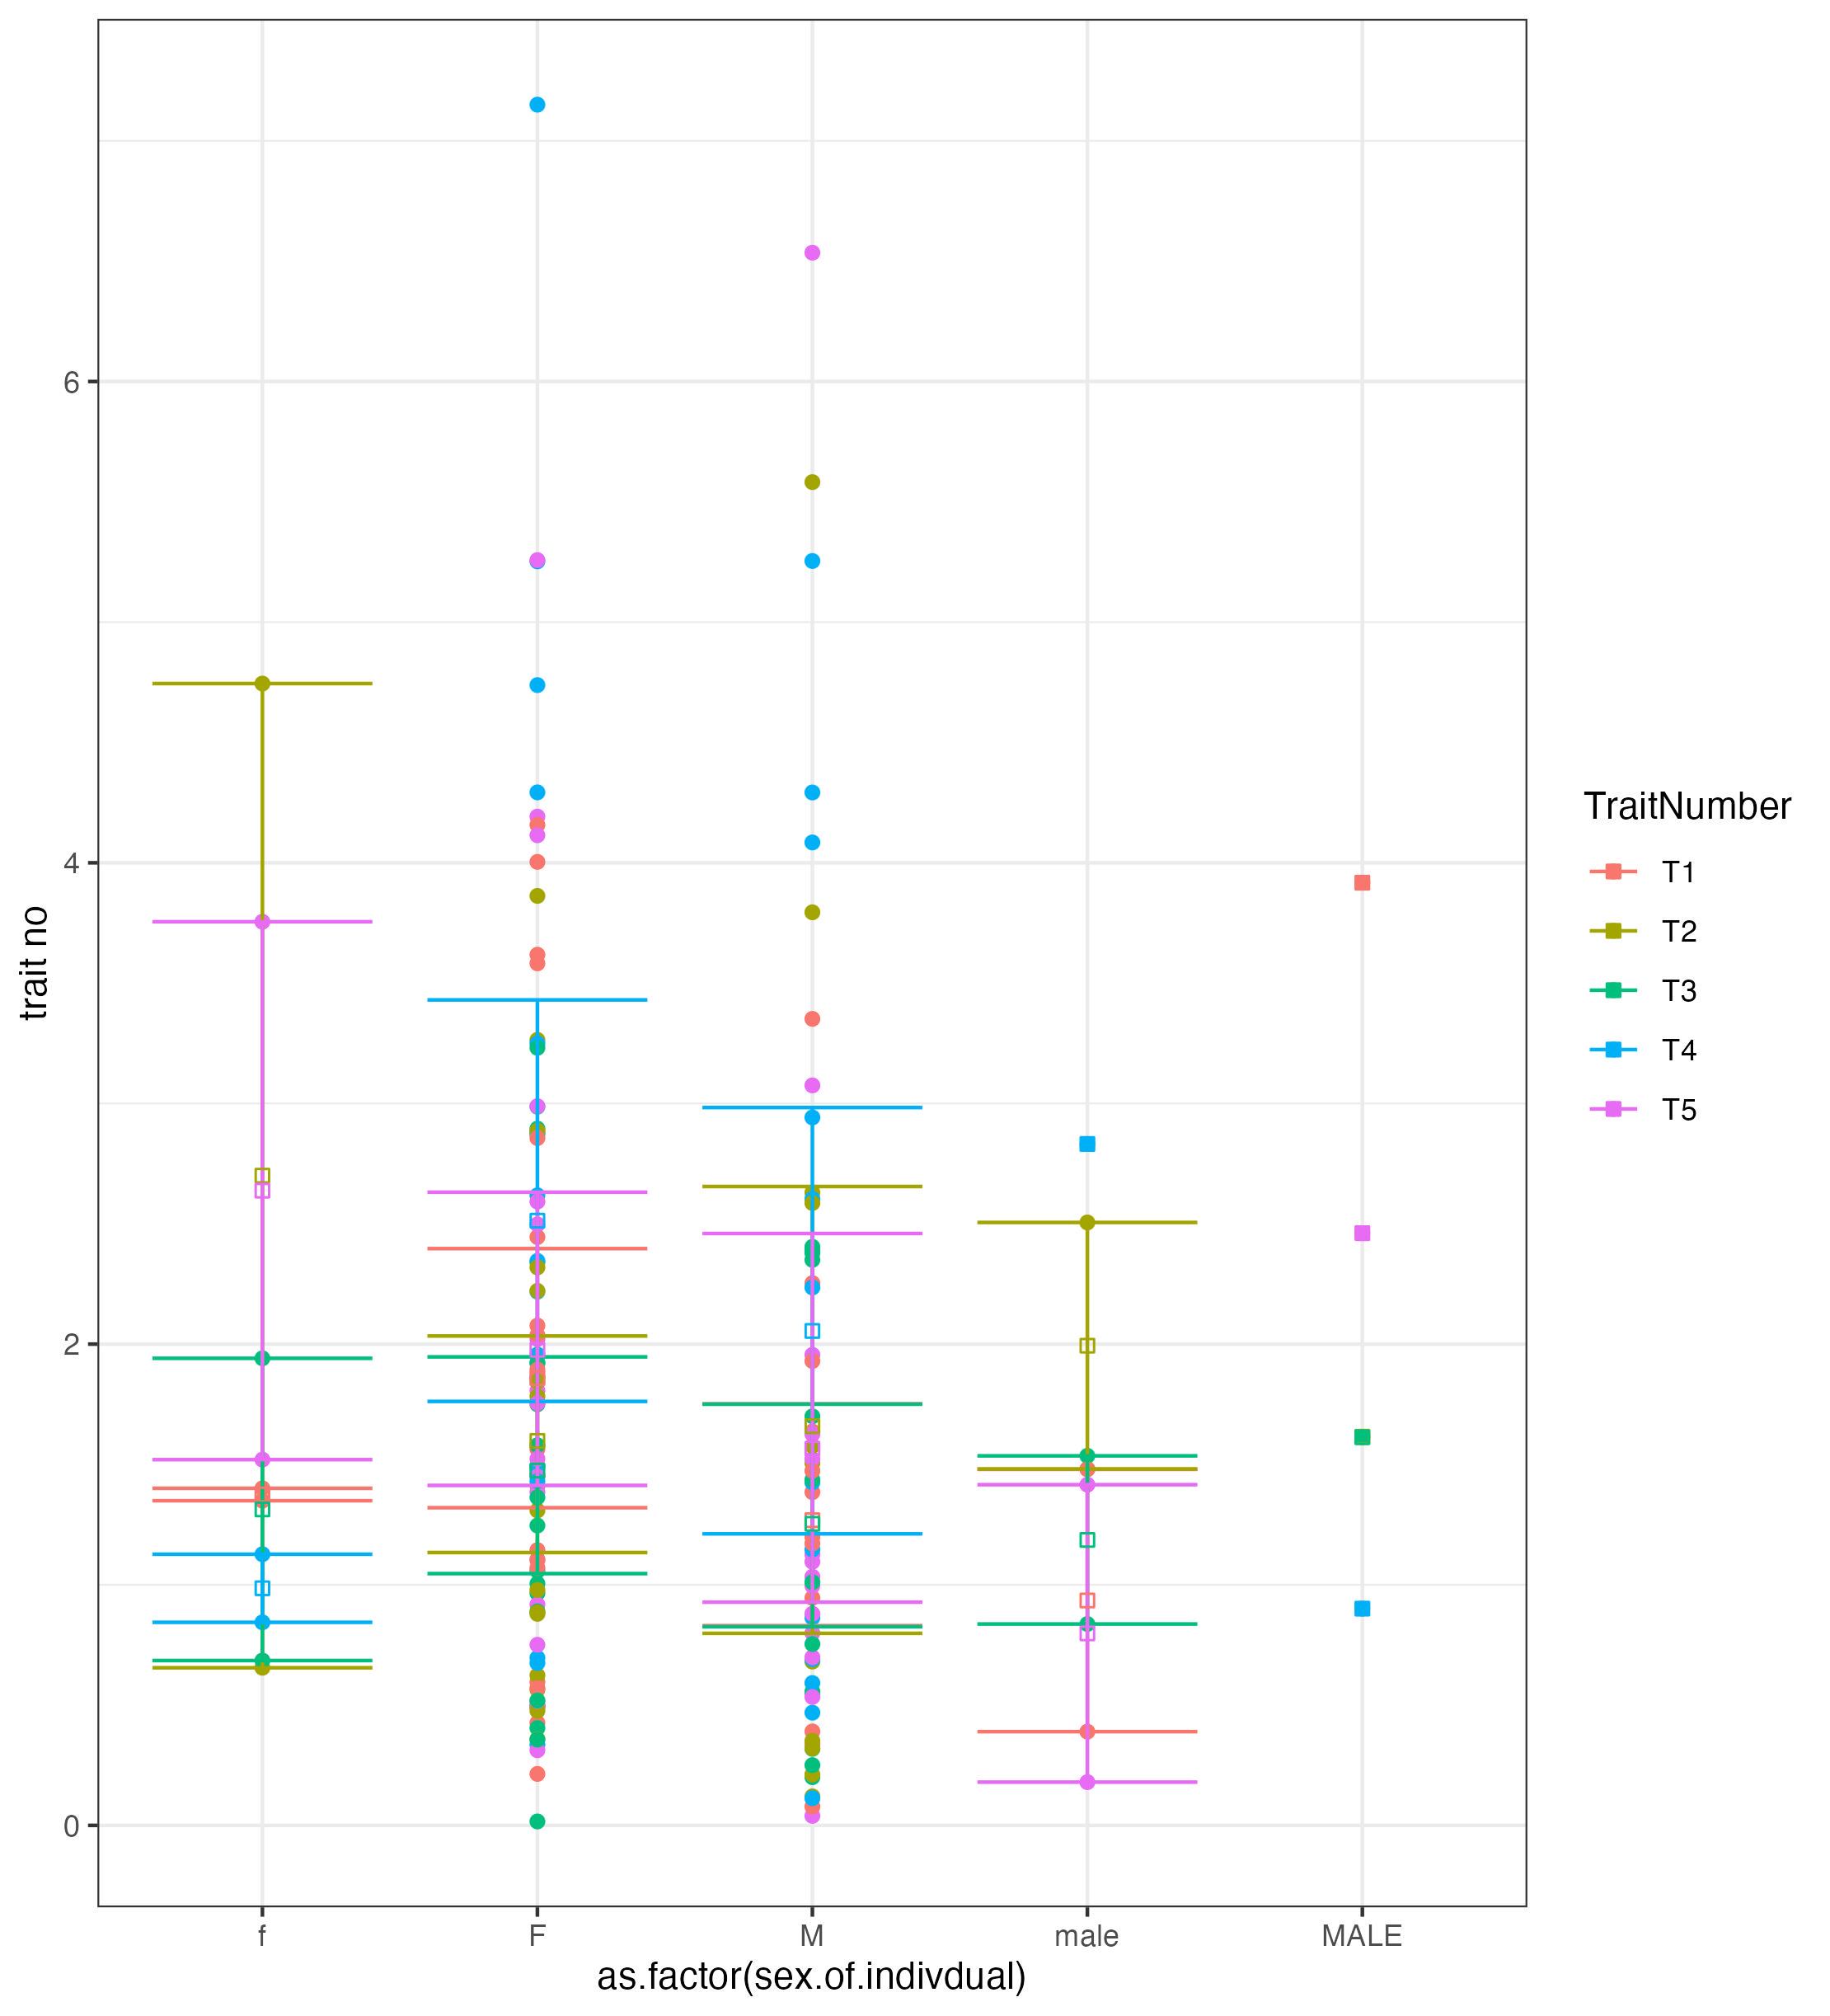 6
4
2
0
trait no
f F M male MALE
as.factor(sex.of.indivdual)
TraitNumber
T1
T2
T3
T4
T5